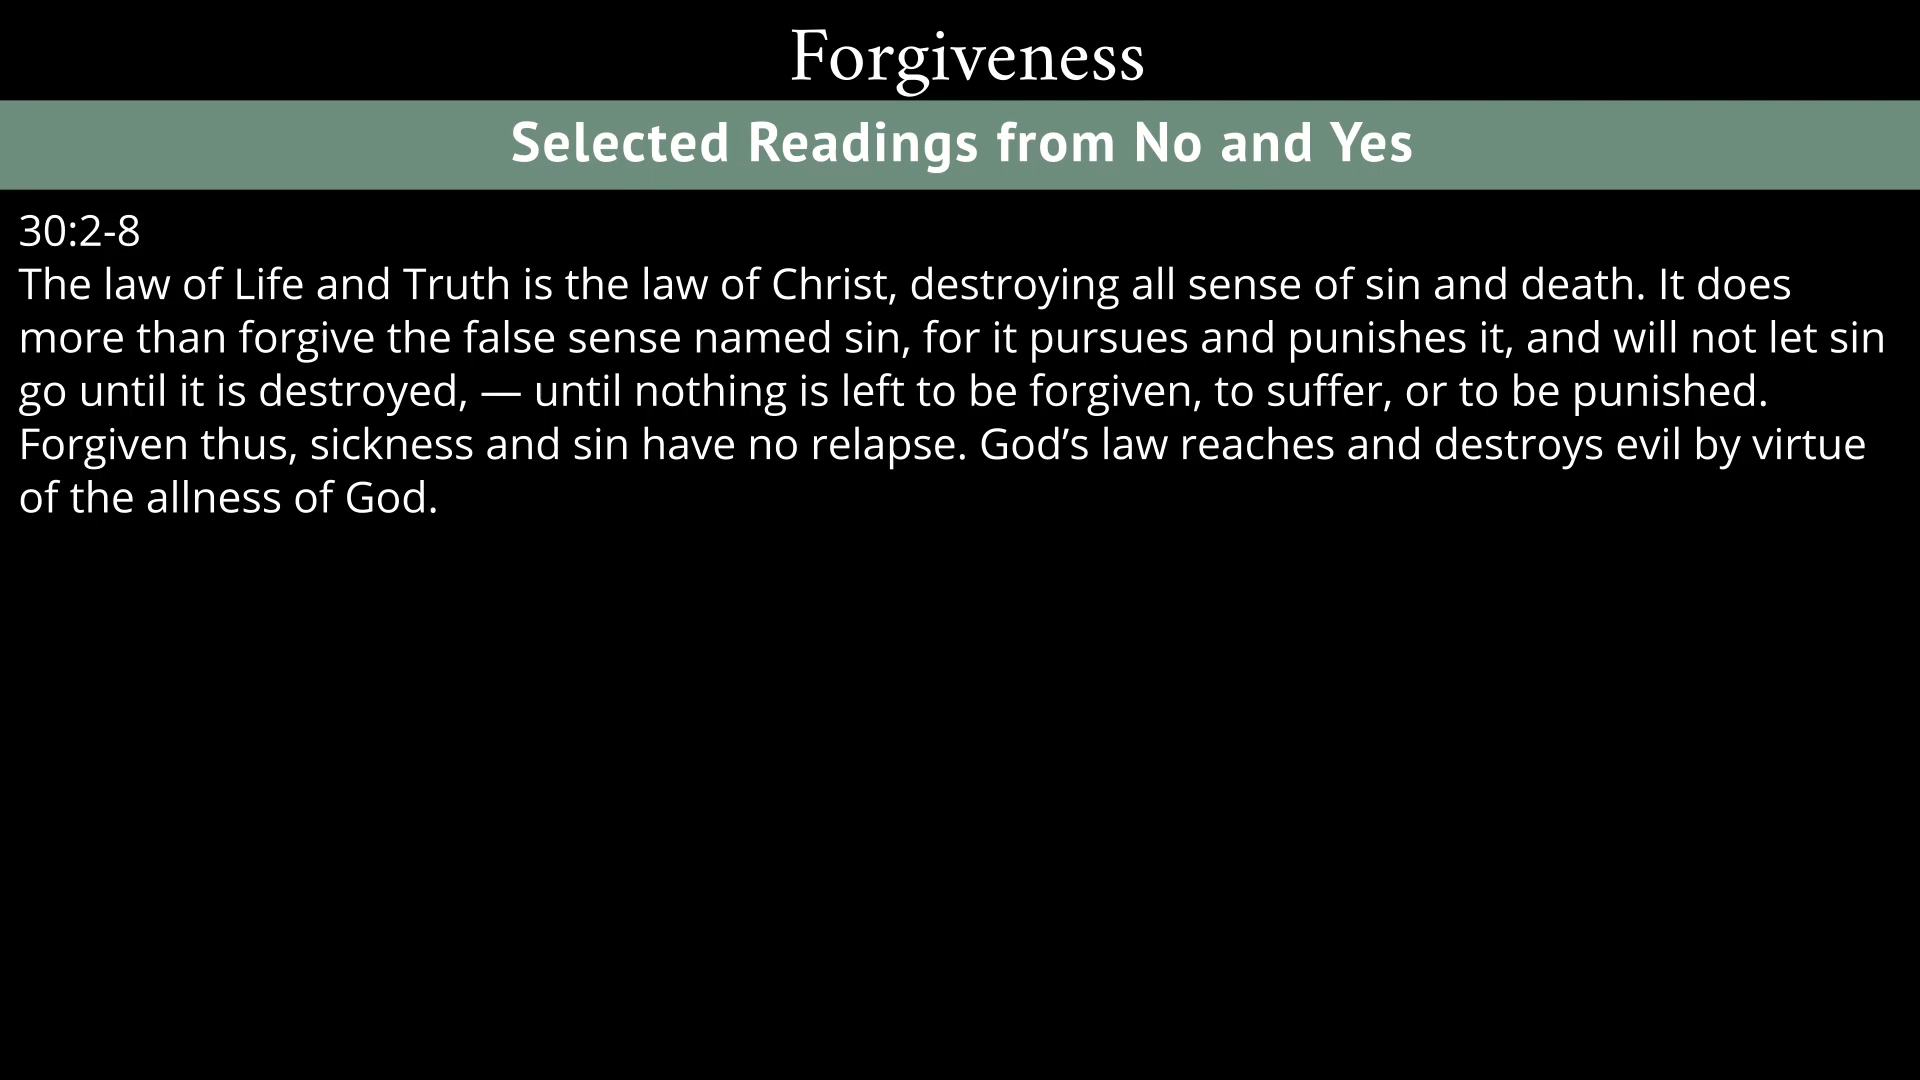 Forgiveness
Selected Readings from No and Yes
30:2-8
The law of Life and Truth is the law of Christ, destroying all sense of sin and death. It does
more than forgive the false sense named sin, for it pursues and punishes it, and will not let sin
go until it is destroyed, — until nothing is left to be forgiven, to suffer, or to be punished.
Forgiven thus, sickness and sin have no relapse. God’s law reaches and destroys evil by virtue
of the allness of God.